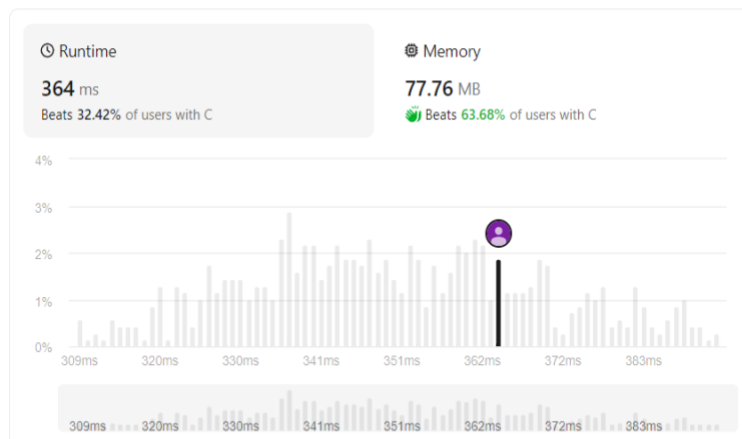 Runtime
364 ms
Beats 32.42% of users with C
Memory
77.76 MB
Beats 63.68% of users with C
4%
3%
2%
1%
0%
309ms 320ms 330ms 341ms 351ms 362ms 372ms 383ms
309ms 320ms 330ms 341ms 351ms 362ms 372ms 383ms